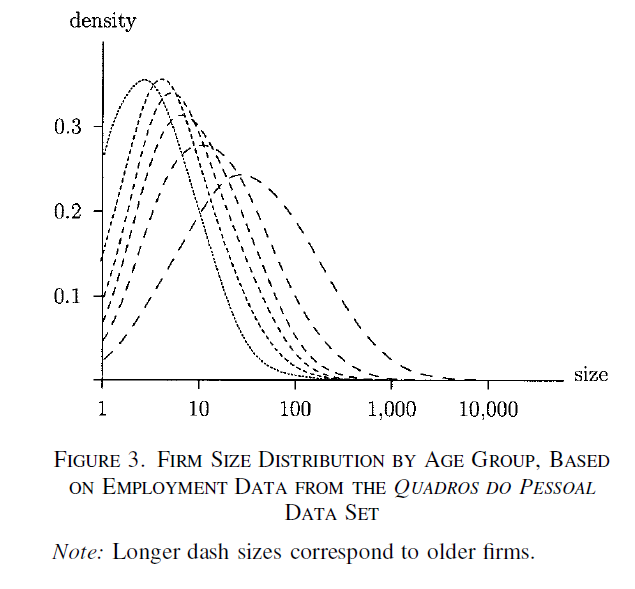 density
0.3
0.2
0.1
size
1 10 100 1,000 10,000
FIGURE 3. FIRM SIZE DISTRIBUTION BY AGE GROUP, BASED
ON EMPLOYMENT DATA FROM THE QUADROS DO PESSOAL
DATA SET
Note: Longer dash sizes correspond to older firms.